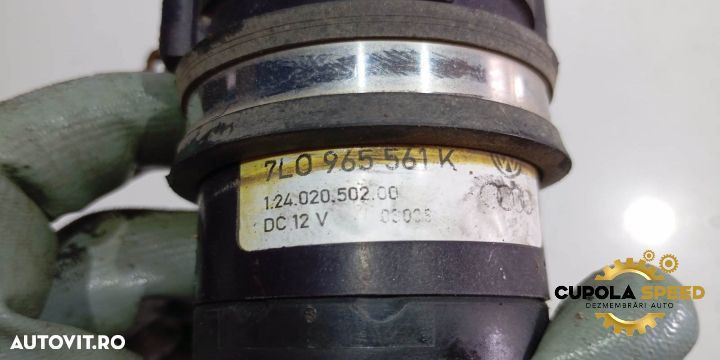 7L0 965 561 K
1.24.020.502.00
DC 12 V
CUPOLA SPEED
DEZMEMBRĂRI AUTO
AUTOVIT.RO